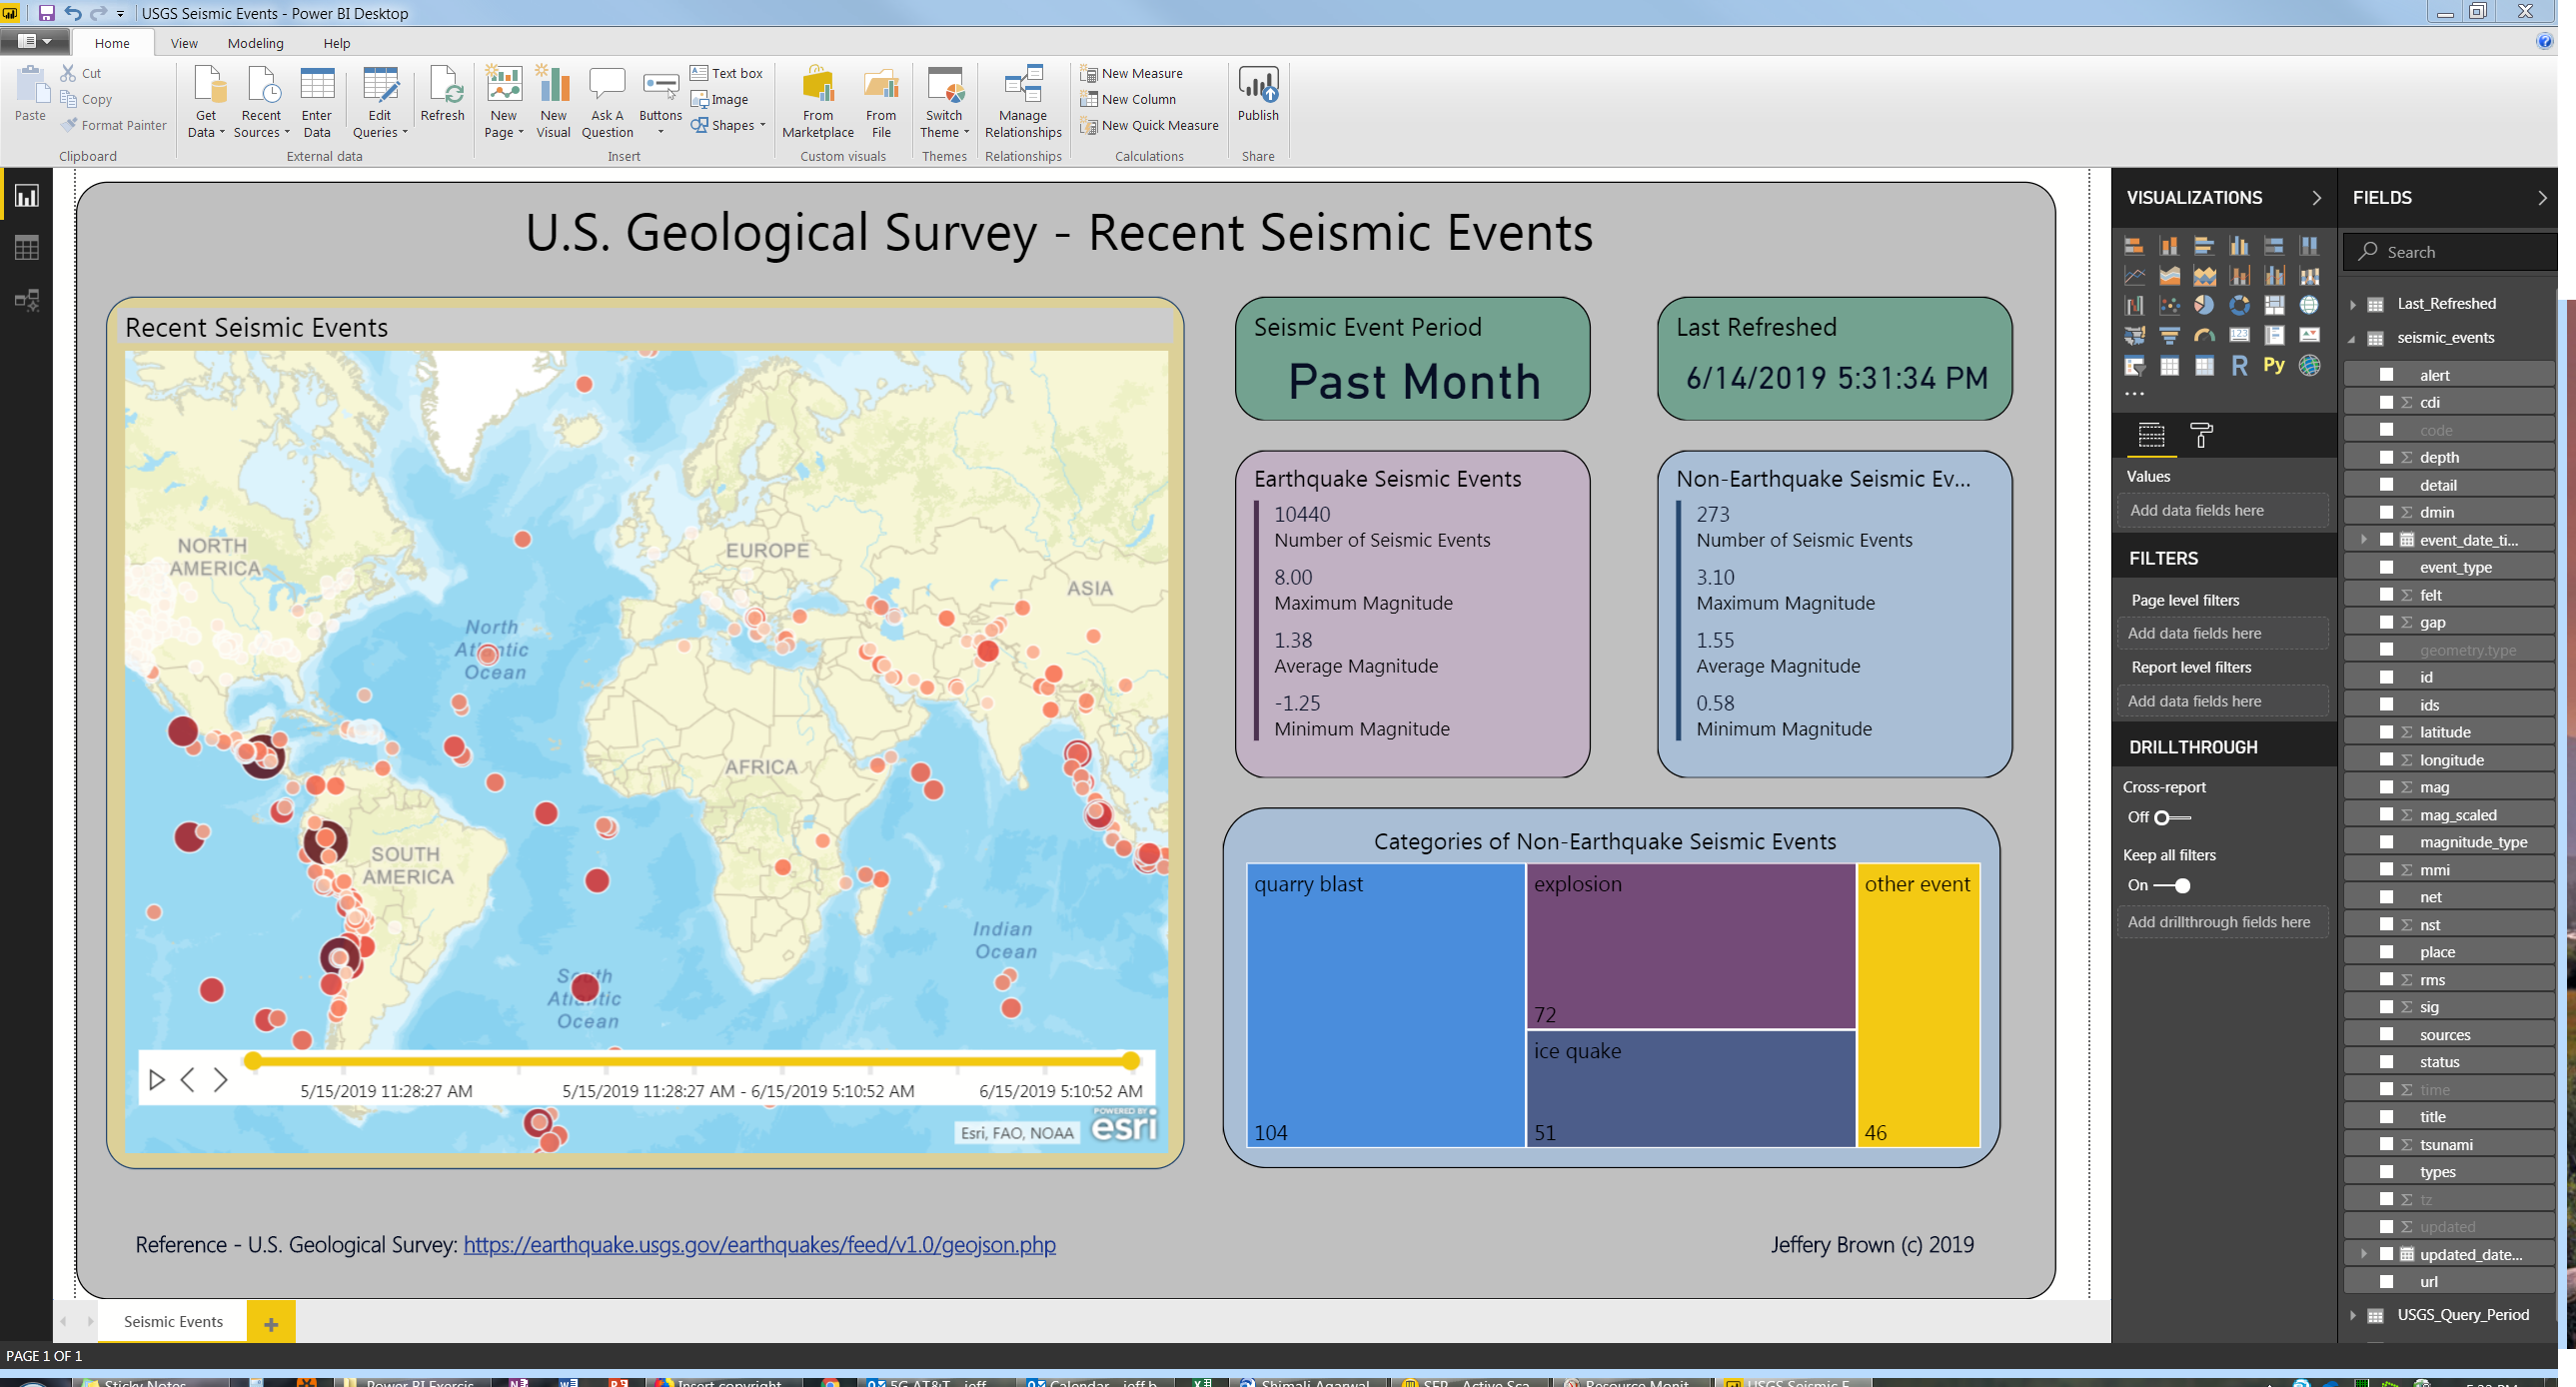 USGS Seismic Events - Power BI Desktop
Home View Modeling Help
Paste
Cut
Copy
Format Painter
Clipboard
Get Data
Recent Sources
Enter Data
Edit Queries
Refresh
External data
New Page
New Visual
Ask A Question
Buttons
Text box
Image
Shapes
Insert
From Marketplace
From File
Custom visuals
Switch Theme
Themes
Manage Relationships
Relationships
New Measure
New Column
New Quick Measure
Calculations
Publish
Share
U.S. Geological Survey - Recent Seismic Events
Recent Seismic Events
NORTH
AMERICA
EUROPE
ASIA
North
Atlantic
Ocean
AFRICA
SOUTH
AMERICA
Indian
Ocean
South
Atlantic
Ocean
5/15/2019 11:28:27 AM
5/15/2019 11:28:27 AM - 6/15/2019 5:10:52 AM
6/15/2019 5:10:52 AM
Esri, FAO, NOAA
POWERED BY
esri
Seismic Event Period
Past Month
Last Refreshed
6/14/2019 5:31:34 PM
Earthquake Seismic Events
10440
Number of Seismic Events
8.00
Maximum Magnitude
1.38
Average Magnitude
-1.25
Minimum Magnitude
Non-Earthquake Seismic Ev...
273
Number of Seismic Events
3.10
Maximum Magnitude
1.55
Average Magnitude
0.58
Minimum Magnitude
Categories of Non-Earthquake Seismic Events
quarry blast
104
explosion
72
ice quake
51
other event
46
Reference - U.S. Geological Survey: https://earthquake.usgs.gov/earthquakes/feed/v1.0/geojson.php
Jeffery Brown (c) 2019
Seismic Events
PAGE 1 OF 1
VISUALIZATIONS
R
Py
Values
Add data fields here
FILTERS
Page level filters
Add data fields here
Report level filters
Add data fields here
DRILLTHROUGH
Cross-report
Off
Keep all filters
On
Add drillthrough fields here
FIELDS
Search
Last_Refreshed
seismic_events
alert
cdi
code
depth
detail
dmin
event_date_ti...
event_type
felt
gap
geometry.type
id
ids
latitude
longitude
mag
mag_scaled
magnitude_type
mmi
net
nst
place
rms
sig
sources
status
time
title
tsunami
types
tz
updated
updated_date...
url
USGS_Query_Period